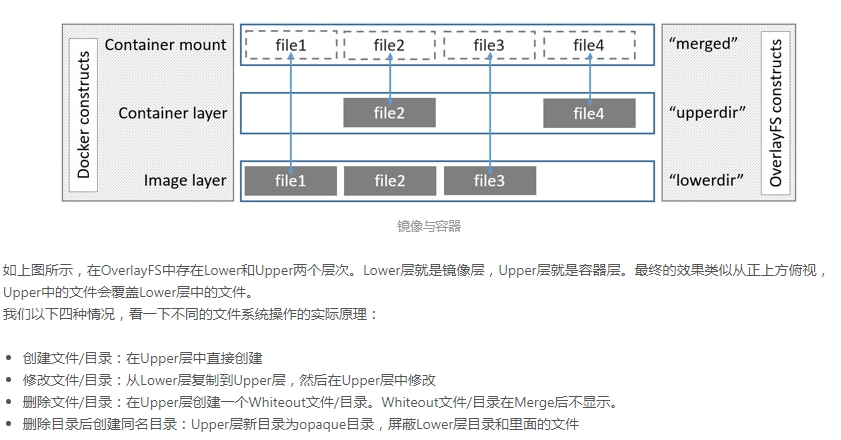 Docker constructs
Container mount
file1 file2 file3 file4
“merged”
Container layer
file2 file4
“upperdir”
Image layer
file1 file2 file3
“lowerdir”
OverlayFS constructs
镜像与容器
如上图所示，在OverlayFS中存在Lower和Upper两个层次。Lower层就是镜像层，Upper层就是容器层。最终的效果类似从正上方俯视，
Upper中的文件会覆盖Lower层中的文件。
我们以下四种情况，看一下不同的文件系统操作的实际原理：
• 创建文件/目录：在Upper层中直接创建
• 修改文件/目录：从Lower层复制到Upper层，然后在Upper层中修改
• 删除文件/目录：在Upper层创建一个Whiteout文件/目录。Whiteout文件/目录在Merge后不显示。
• 删除目录后创建同名目录：Upper层新目录为opaque目录，屏蔽Lower层目录和里面的文件